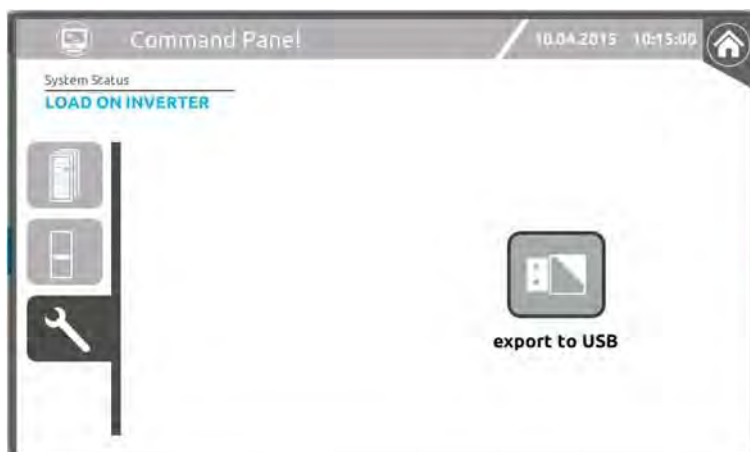 Command Panel
10.04.2015 10:15:00
System Status
LOAD ON INVERTER
export to USB